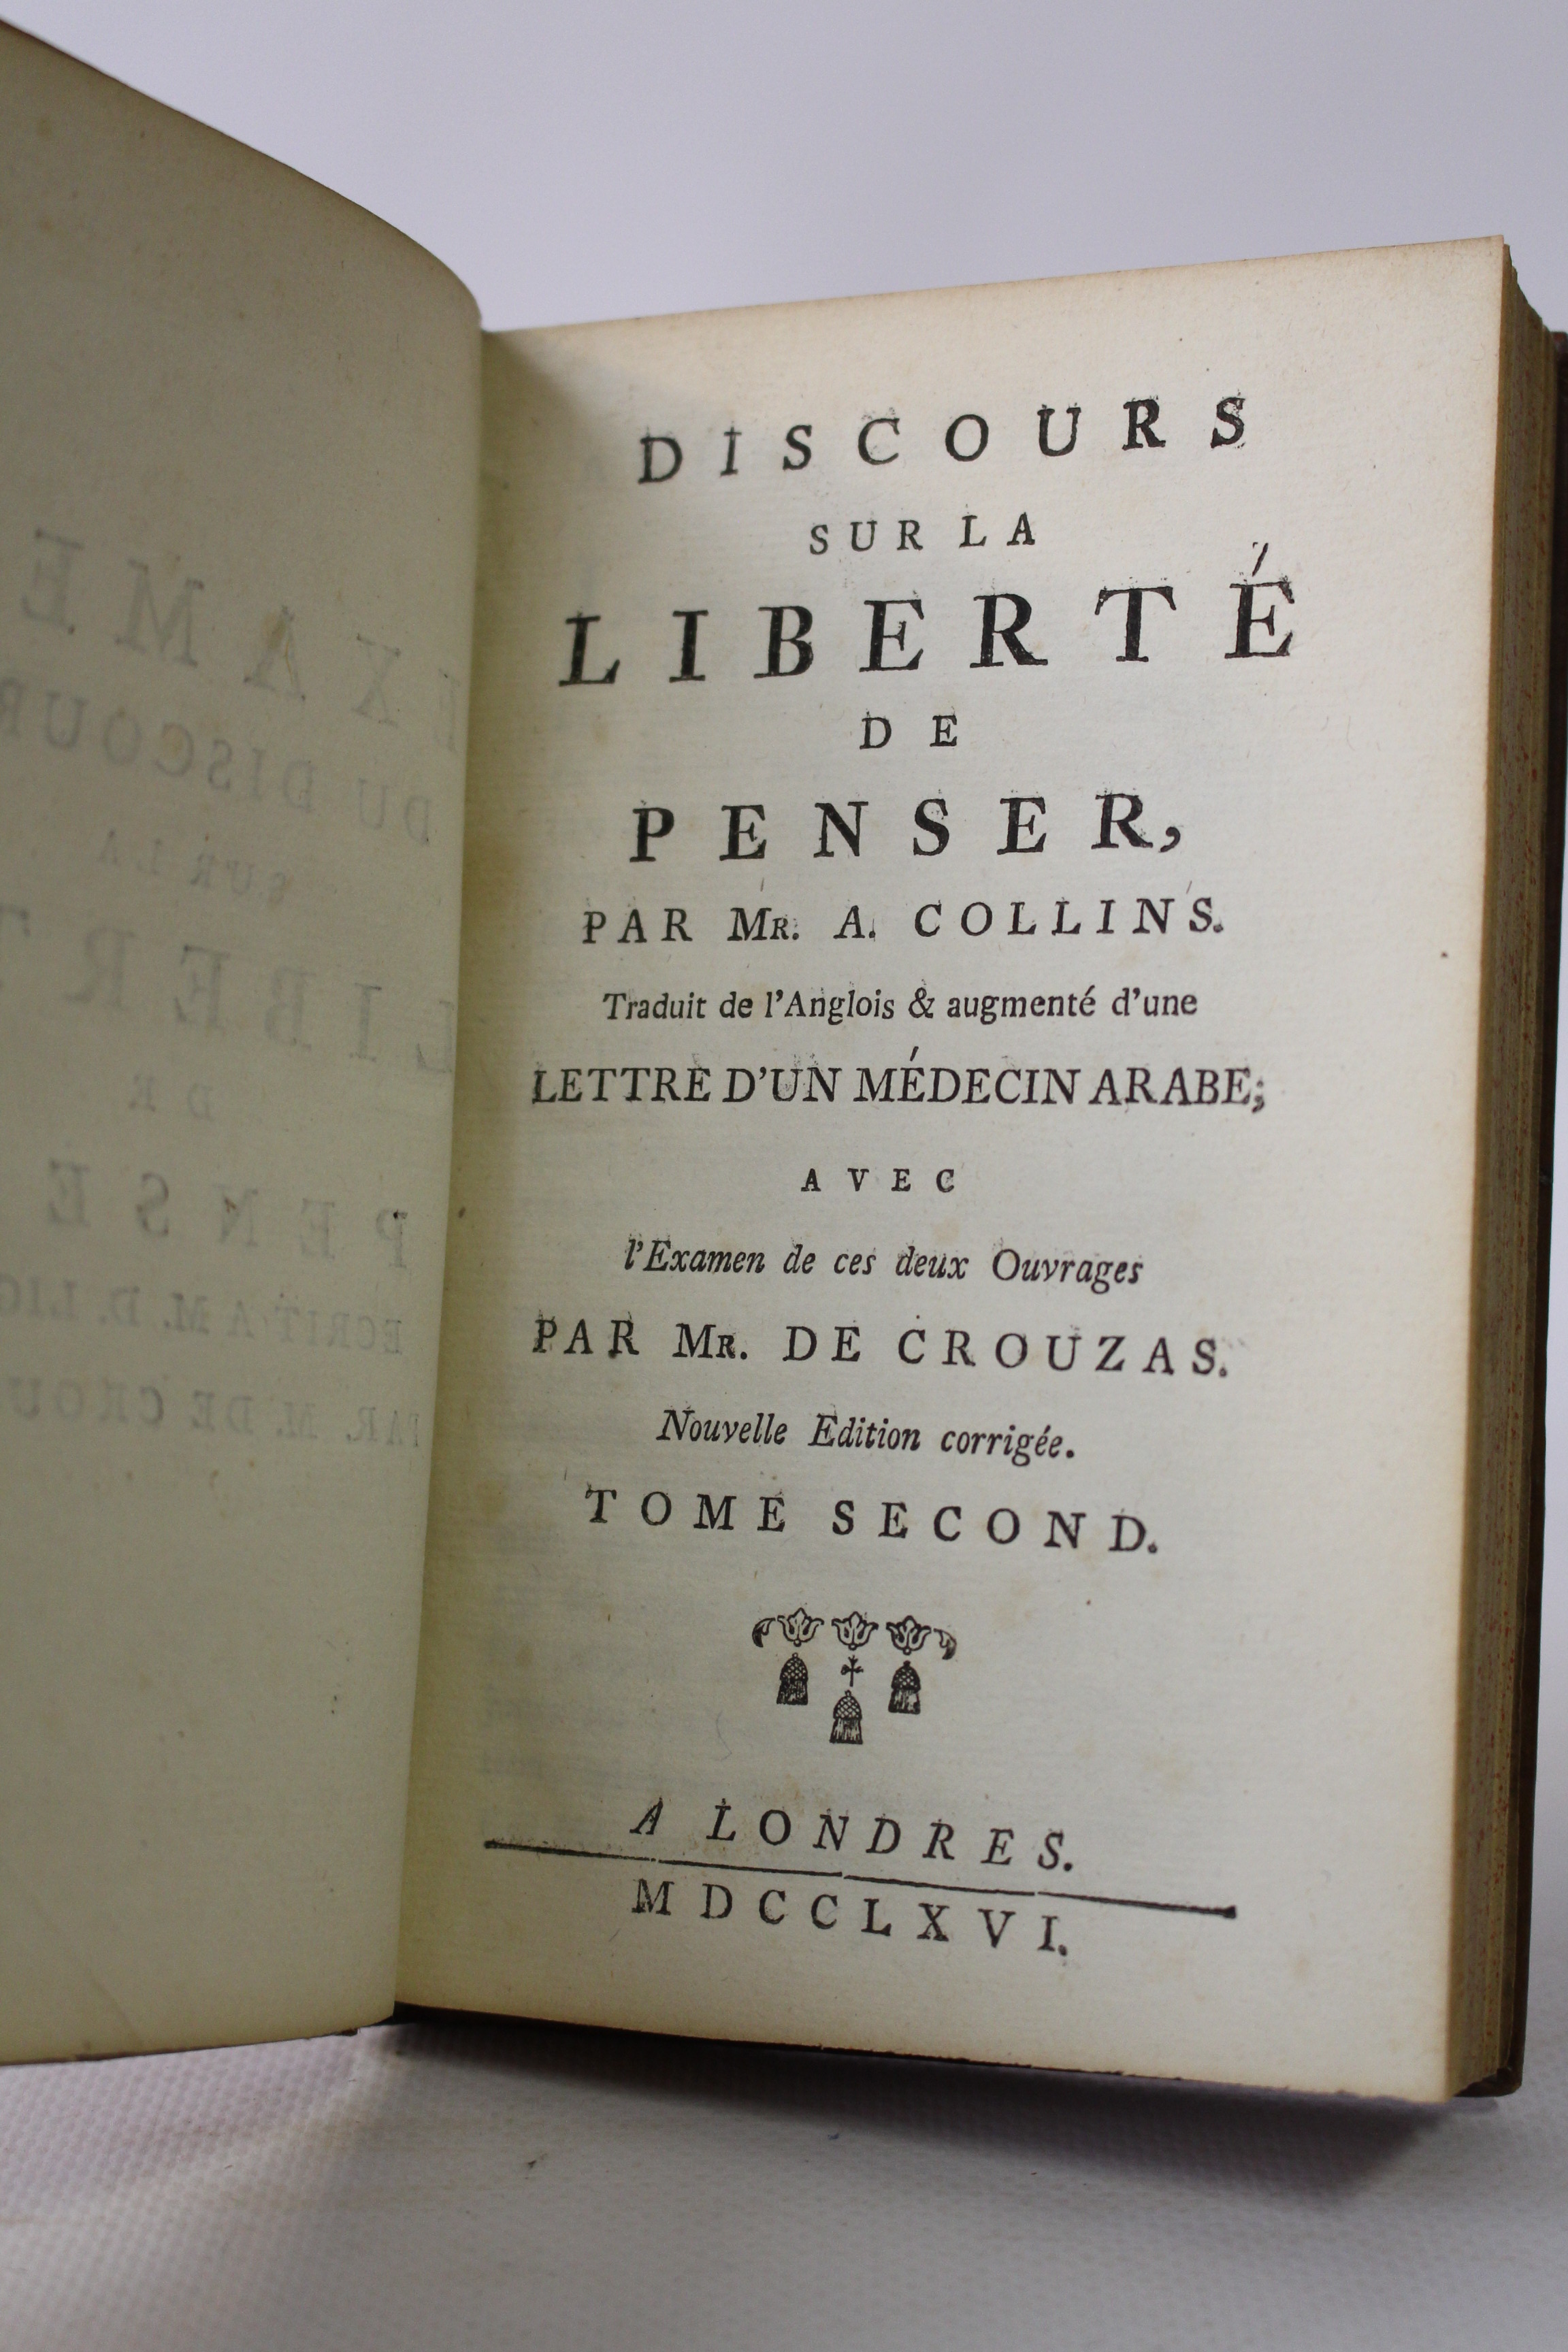 DISCOURS
SUR LA
LIBERTÉ
DE
PENSER,
PAR MR. A. COLLINS.
Traduit de l'Anglois & augmenté d'une
LETTRE D'UN MÉDECIN ARABE;
AVEC
l'Examen de ces deux Ouvrages
PAR MR. DE CROUZAS.
Nouvelle Edition corrigée.
TOME SECOND.
A LONDRES.
MDCCLXVI.